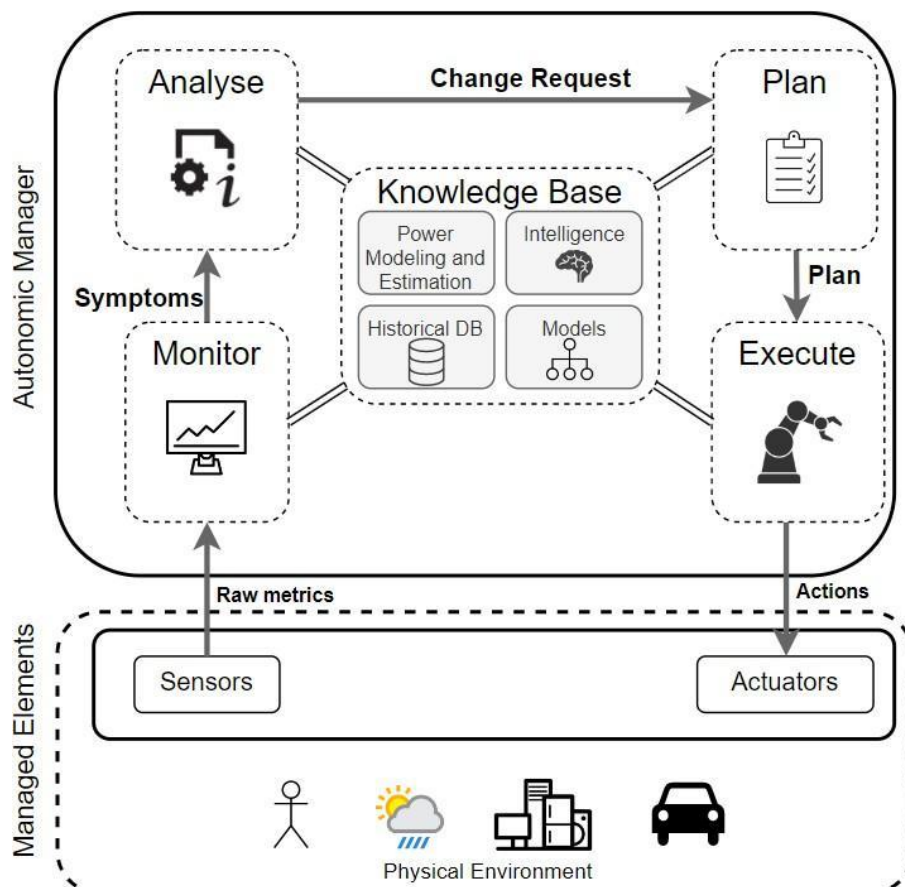 Autonomic Manager
Analyse
Change Request
Plan
Knowledge Base
Power
Modeling and
Estimation
Intelligence
Historical DB
Models
Symptoms
Plan
Monitor
Execute
Raw metrics
Actions
Managed Elements
Sensors
Actuators
Physical Environment